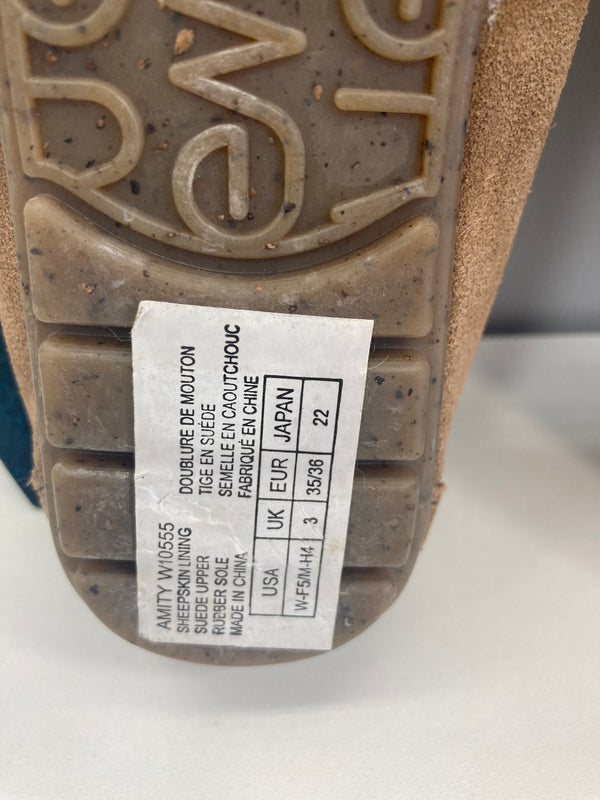 AMITY W10555
SHEEPSKIN LINING
SUEDE UPPER
RUBBER SOLE
MADE IN CHINA
DOUBLURE DE MOUTON
TIGE EN SUÉDE
SEMELLE EN CAOUTCHOUC
FABRIQUÉ EN CHINE
USA UK EUR JAPAN
W-F5/M-H4 3 35/36 22